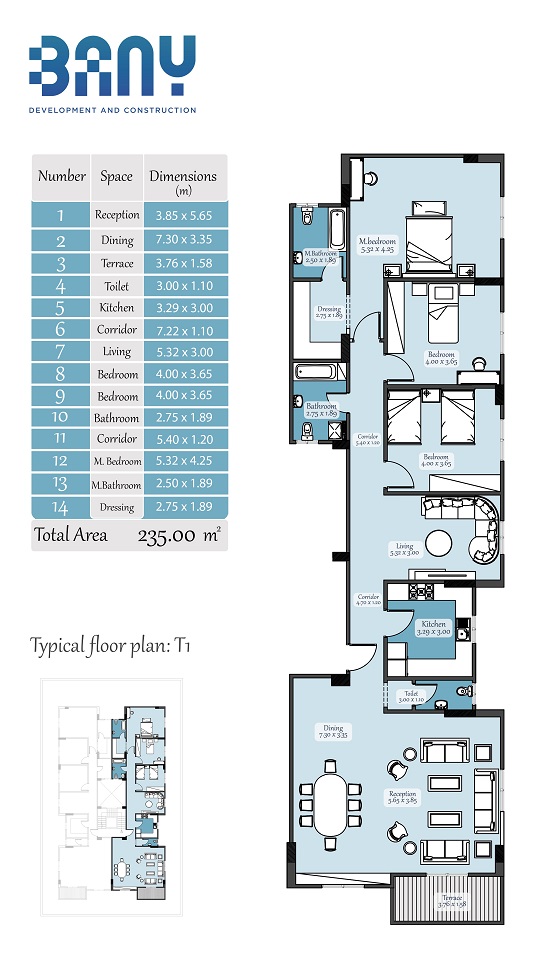 BANY
DEVELOPMENT AND CONSTRUCTION
Number Space Dimensions (m)
1 Reception 3.85 x 5.65
2 Dining 7.30 x 3.35
3 Terrace 3.76 x 1.58
4 Toilet 3.00 x 1.10
5 Kitchen 3.29 x 3.00
6 Corridor 7.22 x 1.10
7 Living 5.32 x 3.00
8 Bedroom 4.00 x 3.65
9 Bedroom 4.00 x 3.65
10 Bathroom 2.75 x 1.89
11 Corridor 5.40 x 1.20
12 M. Bedroom 5.32 x 4.25
13 M.Bathroom 2.50 x 1.89
14 Dressing 2.75 x 1.89
Total Area 235.00 m²
Typical floor plan: T1
M.bedroom
5.32 x 4.25
M.Bathroom
2.50 x 1.89
Dressing
2.75 x 1.89
Bedroom
4.00 x 3.65
Bathroom
2.75 x 1.89
Corridor
5.40 x 1.20
Bedroom
4.00 x 3.65
Living
5.32 x 3.00
Corridor
4.70 x 1.20
Kitchen
3.29 x 3.00
Toilet
3.00 x 1.10
Dining
7.30 x 3.35
Reception
5.65 x 3.85
Terrace
3.76 x 1.58